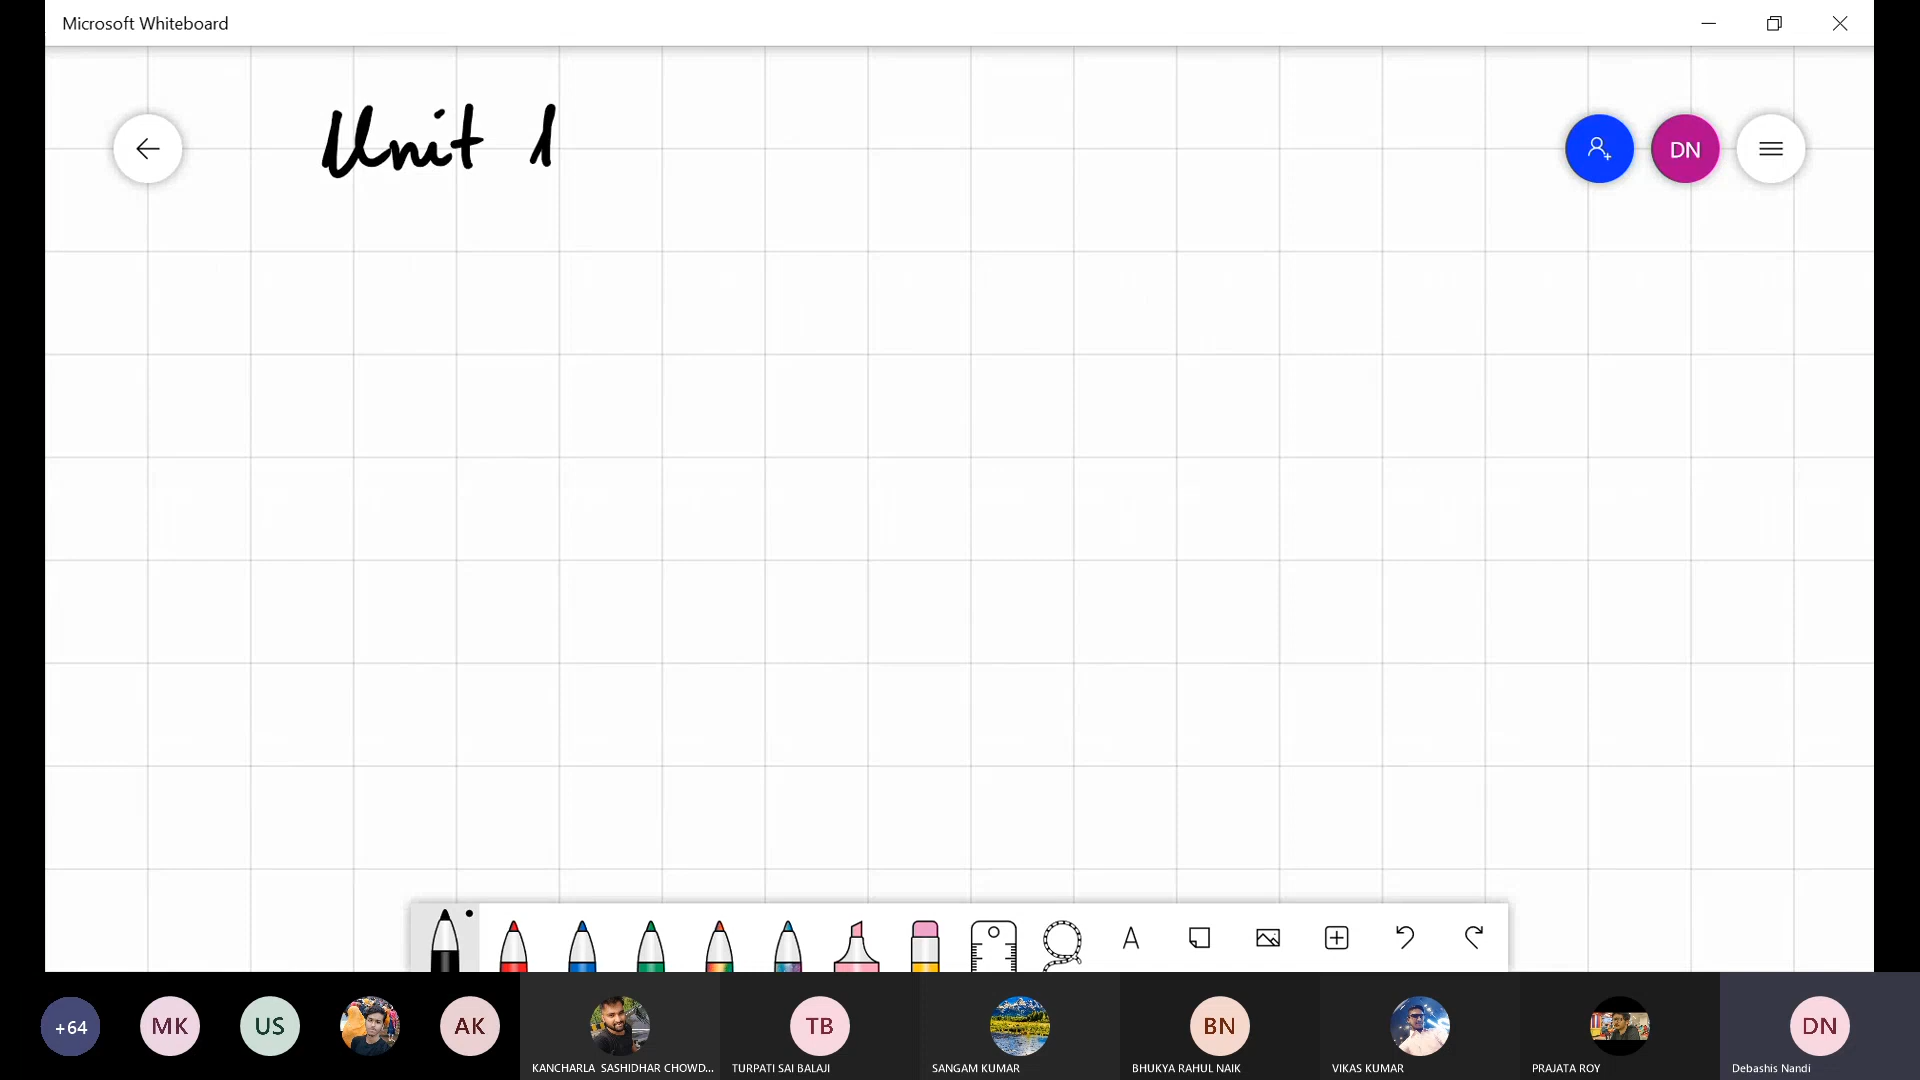 Microsoft Whiteboard
Unit 1
DN
A
+64
MK
US
AK
TB
BN
DN
KANCHARLA SASHIDHAR CHOWD...
TURPATI SAI BALAJI
SANGAM KUMAR
BHUKYA RAHUL NAIK
VIKAS KUMAR
PRAJATA ROY
Debashis Nandi